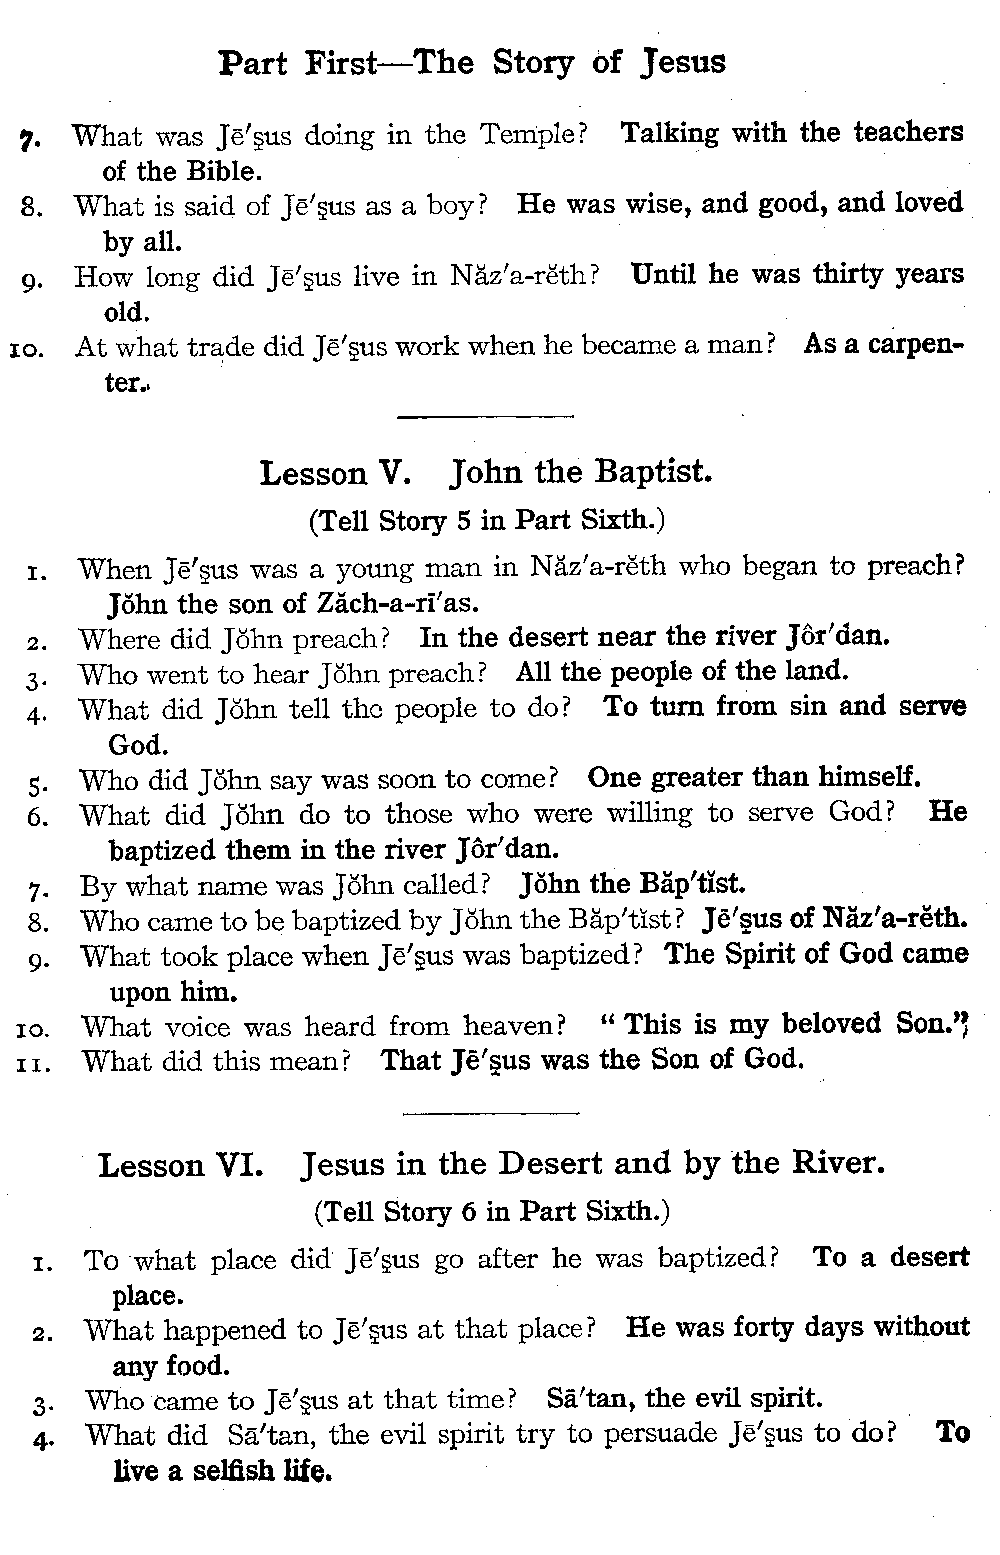 Part First—The Story of Jesus
7. What was Jē′ṣus doing in the Temple? Talking with the teachers
of the Bible.
8. What is said of Jē′ṣus as a boy? He was wise, and good, and loved
by all.
9. How long did Jē′ṣus live in Năz′a-rĕth? Until he was thirty years
old.
10. At what trade did Jē′ṣus work when he became a man? As a carpen-
ter.
Lesson V. John the Baptist.
(Tell Story 5 in Part Sixth.)
1. When Jē′ṣus was a young man in Năz′a-rĕth who began to preach?
Jŏhn the son of Zăch-a-rī′as.
2. Where did Jŏhn preach? In the desert near the river Jôr′dan.
3. Who went to hear Jŏhn preach? All the people of the land.
4. What did Jŏhn tell the people to do? To turn from sin and serve
God.
5. Who did Jŏhn say was soon to come? One greater than himself.
6. What did Jŏhn do to those who were willing to serve God? He
baptized them in the river Jôr′dan.
7. By what name was Jŏhn called? Jŏhn the Băp′tĭst.
8. Who came to be baptized by Jŏhn the Băp′tĭst? Jē′ṣus of Năz′a-rĕth.
9. What took place when Jē′ṣus was baptized? The Spirit of God came
upon him.
10. What voice was heard from heaven? “ This is my beloved Son.”
11. What did this mean? That Jē′ṣus was the Son of God.
Lesson VI. Jesus in the Desert and by the River.
(Tell Story 6 in Part Sixth.)
1. To what place did Jē′ṣus go after he was baptized? To a desert
place.
2. What happened to Jē′ṣus at that place? He was forty days without
any food.
3. Who came to Jē′ṣus at that time? Sā′tan, the evil spirit.
4. What did Sā′tan, the evil spirit try to persuade Jē′ṣus to do? To
live a selfish life.